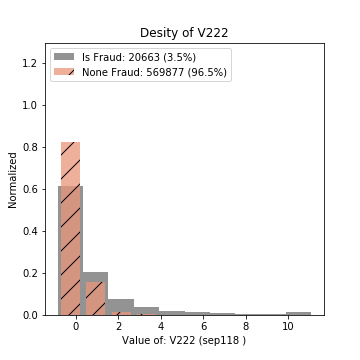 Desity of V222
Is Fraud: 20663 (3.5%)
None Fraud: 569877 (96.5%)
Normalized
1.2
1.0
0.8
0.6
0.4
0.2
0.0
0 2 4 6 8 10
Value of: V222 (sep118 )